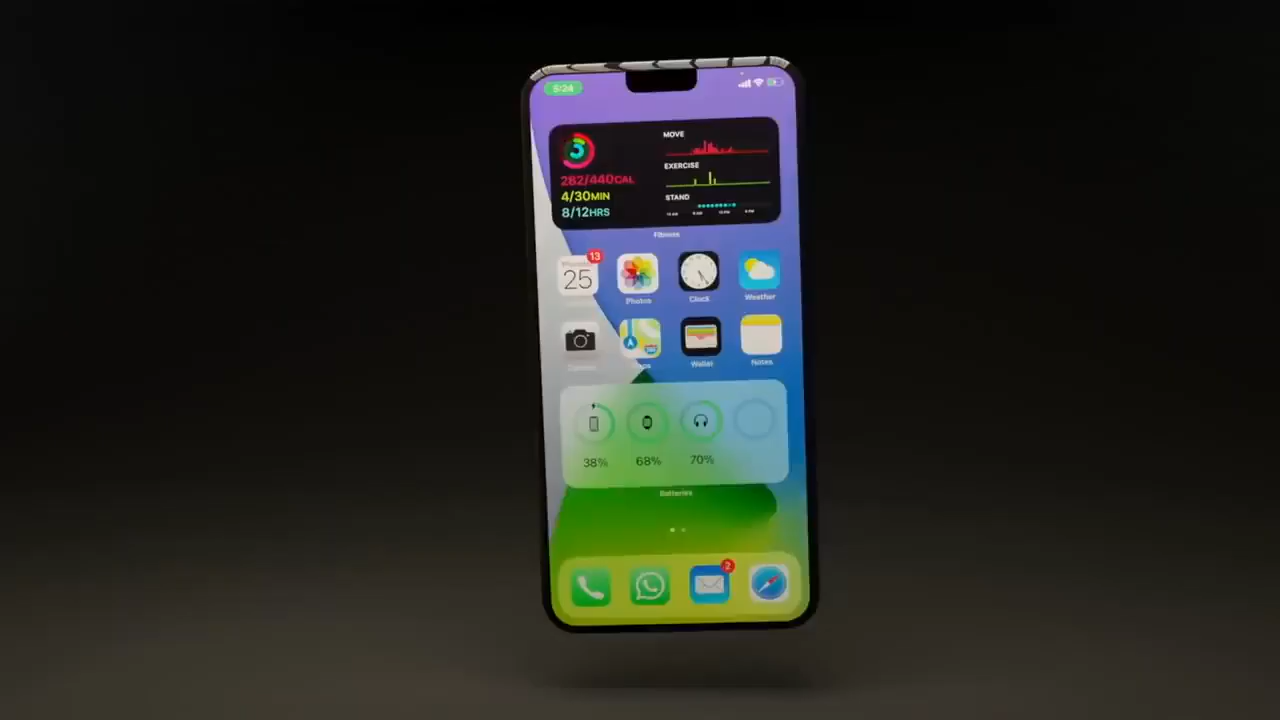 5:24
MOVE
282/440CAL
EXERCISE
4/30MIN
STAND
8/12HRS
Fitness
13
25
Photos
Clock
Weather
Wallet
Notes
38%
68%
70%
Batteries
2